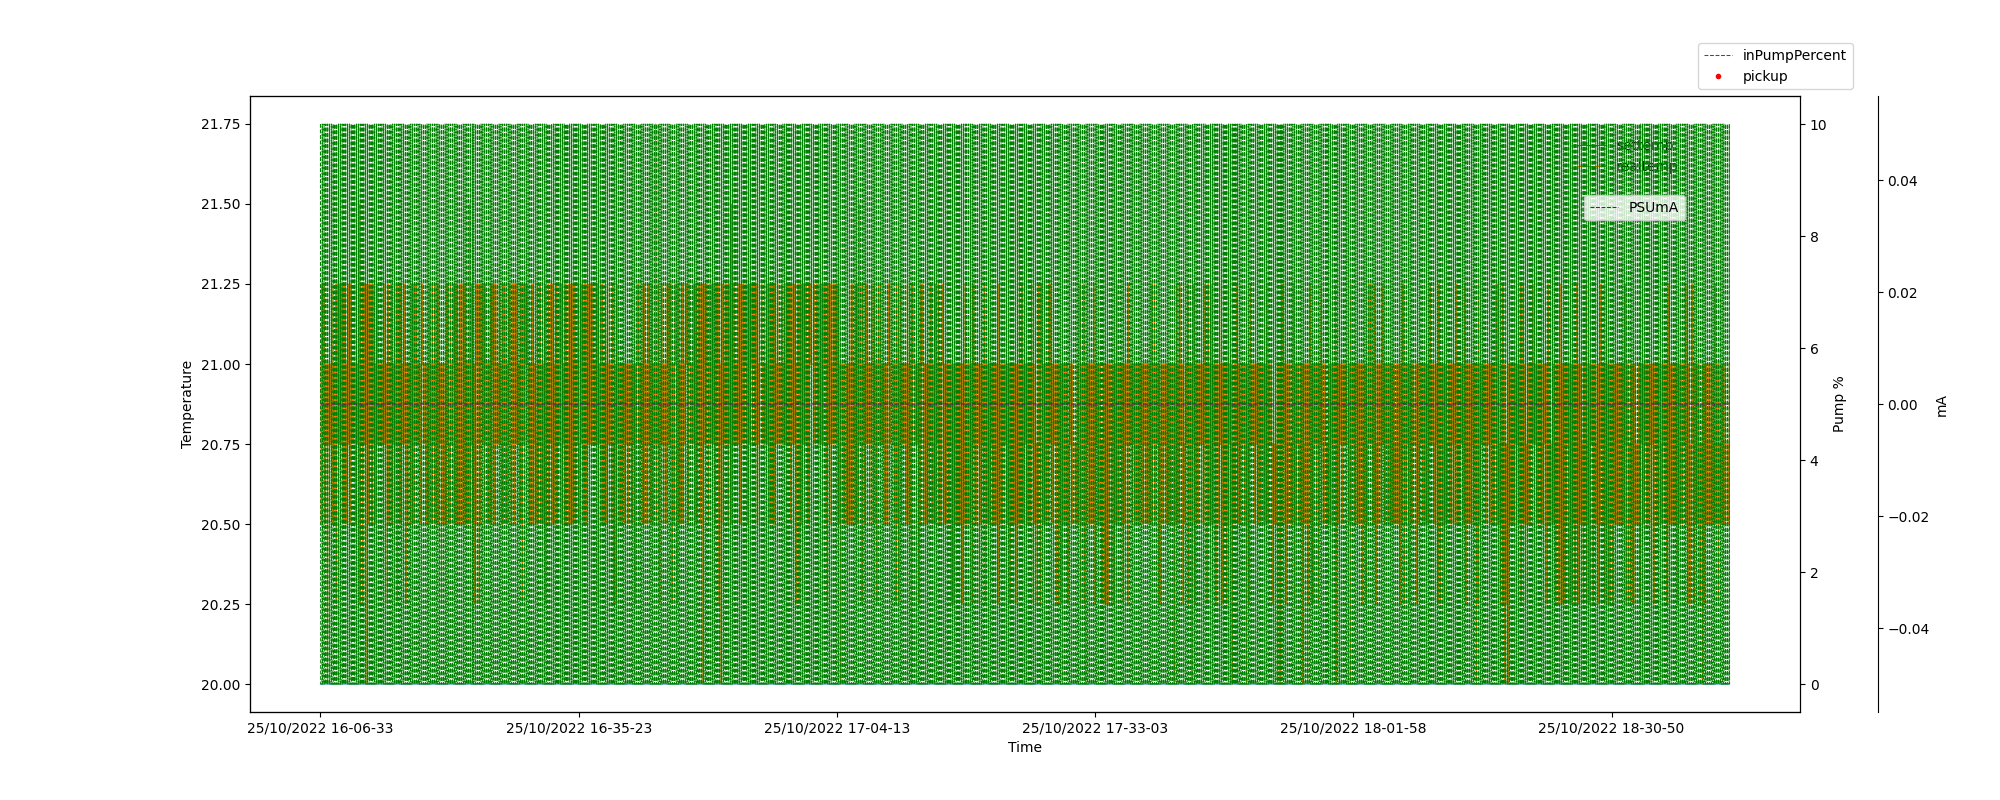 inPumpPercent
pickup
21.75
21.50
21.25
21.00
20.75
20.50
20.25
20.00
Temperature
settemp
realtemp
PSUmA
10
8
6
4
2
0
Pump %
0.04
0.02
0.00
−0.02
−0.04
mA
25/10/2022 16-06-33
25/10/2022 16-35-23
25/10/2022 17-04-13
25/10/2022 17-33-03
25/10/2022 18-01-58
25/10/2022 18-30-50
Time